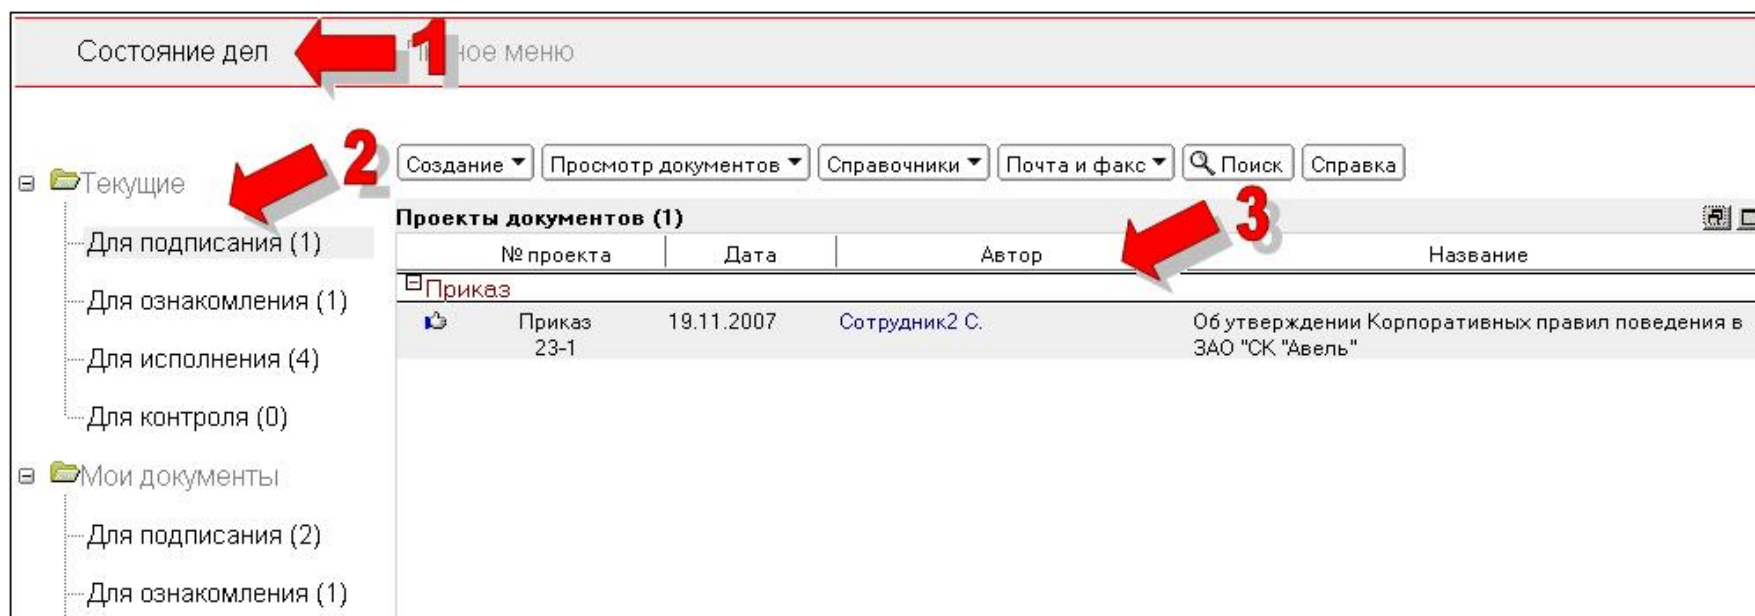 Состояние дел
1
ное меню
2
3
Текущие
Для подписания (1)
Для ознакомления (1)
Для исполнения (4)
Для контроля (0)
Мои документы
Для подписания (2)
Для ознакомления (1)
Создание Просмотр документов Справочники Почта и факс Поиск Справка
Проекты документов (1)
№ проекта Дата Автор Название
Приказ
Приказ 19.11.2007 Сотрудник2 С. Об утверждении Корпоративных правил поведения в
23-1 ЗАО "СК "Авель"